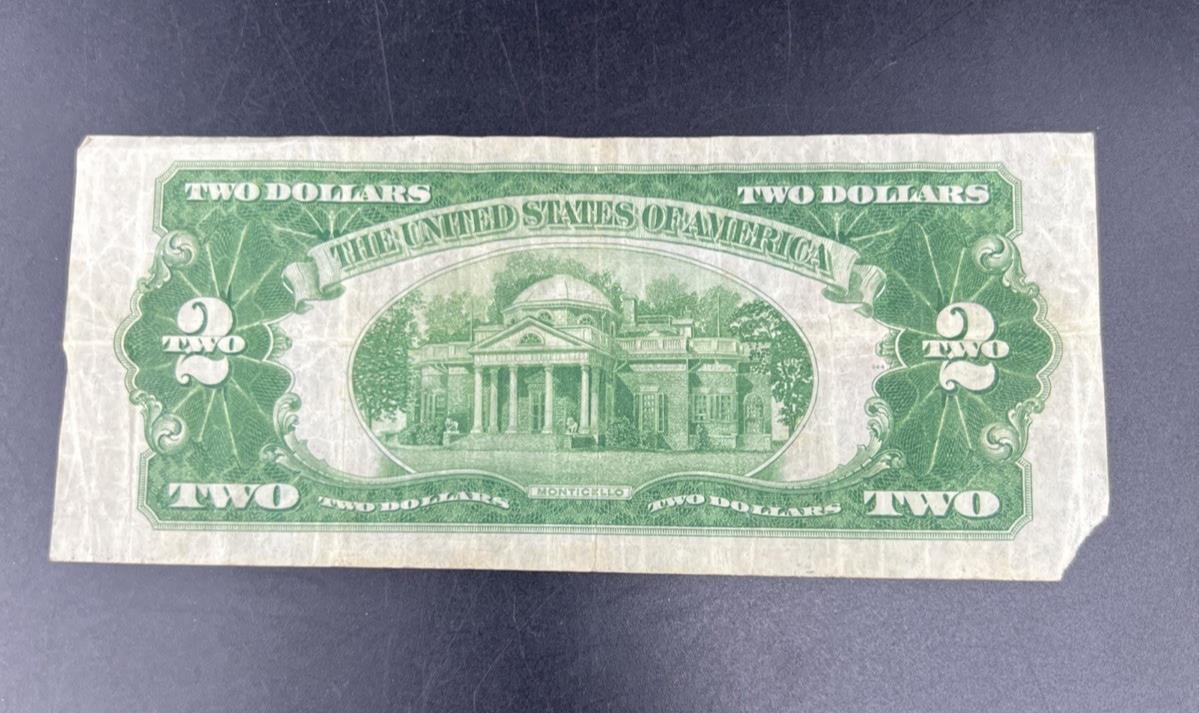 TWO DOLLARS TWO DOLLARS
THE UNITED STATES OF AMERICA
2 2
TWO TWO
MONTICELLO
TWO TWO DOLLARS TWO DOLLARS TWO